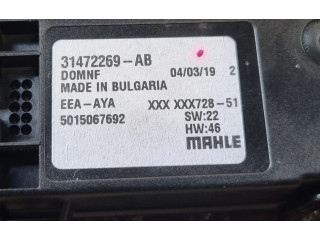 31472269-AB
DOMNF 04/03/19 2
MADE IN BULGARIA
EEA-AYA XXX XXX728-51
5015067692 SW:22
HW:46
MAHLE